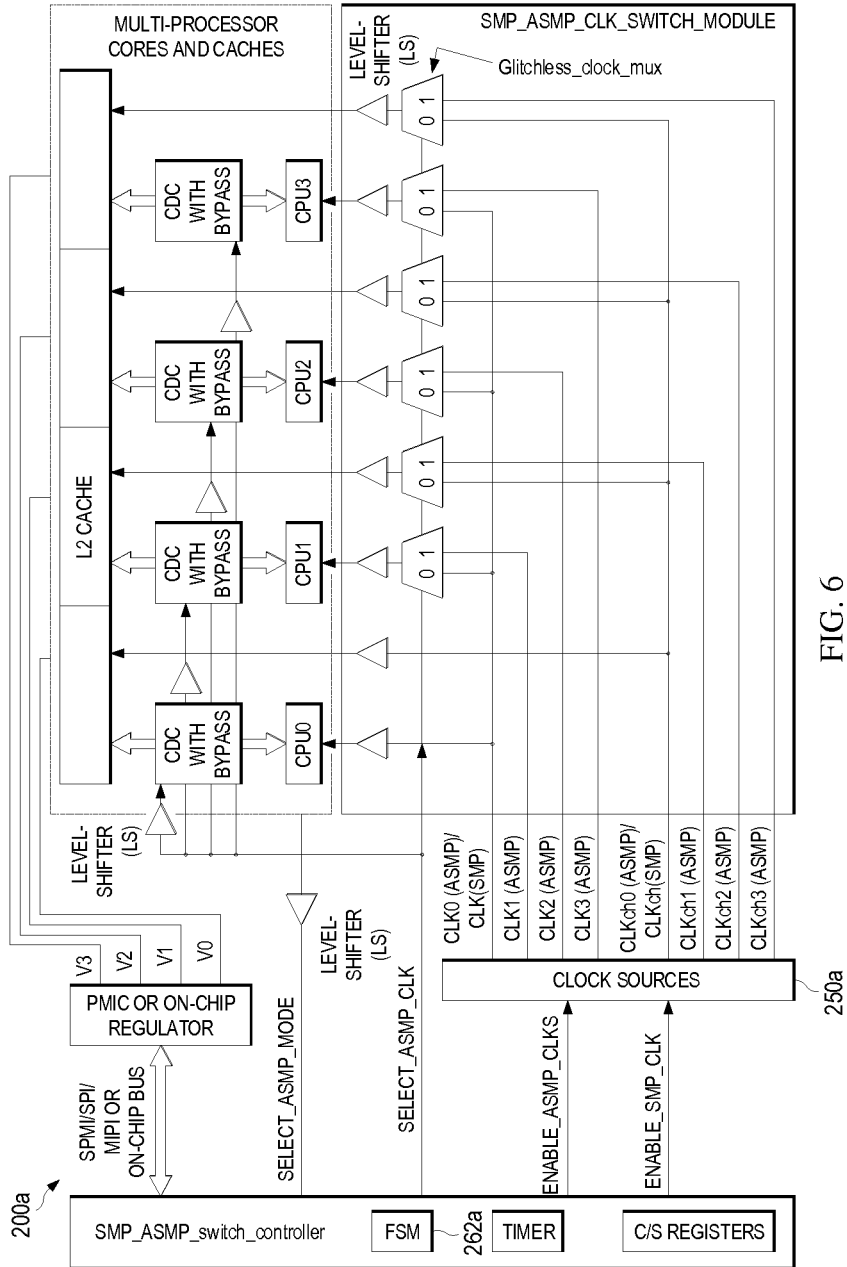 200a
SMP_ASMP_switch_controller
FSM
262a
TIMER
C/S REGISTERS
SPMI/SPI/
MIPI OR
ON-CHIP BUS
SELECT_ASMP_MODE
SELECT_ASMP_CLK
ENABLE_ASMP_CLKS
ENABLE_SMP_CLK
PMIC OR ON-CHIP
REGULATOR
V3
V2
V1
V0
LEVEL-
SHIFTER
(LS)
LEVEL-
SHIFTER
(LS)
CLOCK SOURCES
250a
CLK0 (ASMP)/
CLK(SMP)
CLK1 (ASMP)
CLK2 (ASMP)
CLK3 (ASMP)
CLKch0 (ASMP)/
CLKch(SMP)
CLKch1 (ASMP)
CLKch2 (ASMP)
CLKch3 (ASMP)
MULTI-PROCESSOR
CORES AND CACHES
L2 CACHE
CDC
WITH
BYPASS
CDC
WITH
BYPASS
CDC
WITH
BYPASS
CDC
WITH
BYPASS
CPU0
CPU1
CPU2
CPU3
LEVEL-
SHIFTER
(LS)
0 1
0 1
0 1
0 1
0 1
0 1
Glitchless_clock_mux
SMP_ASMP_CLK_SWITCH_MODULE
FIG. 6